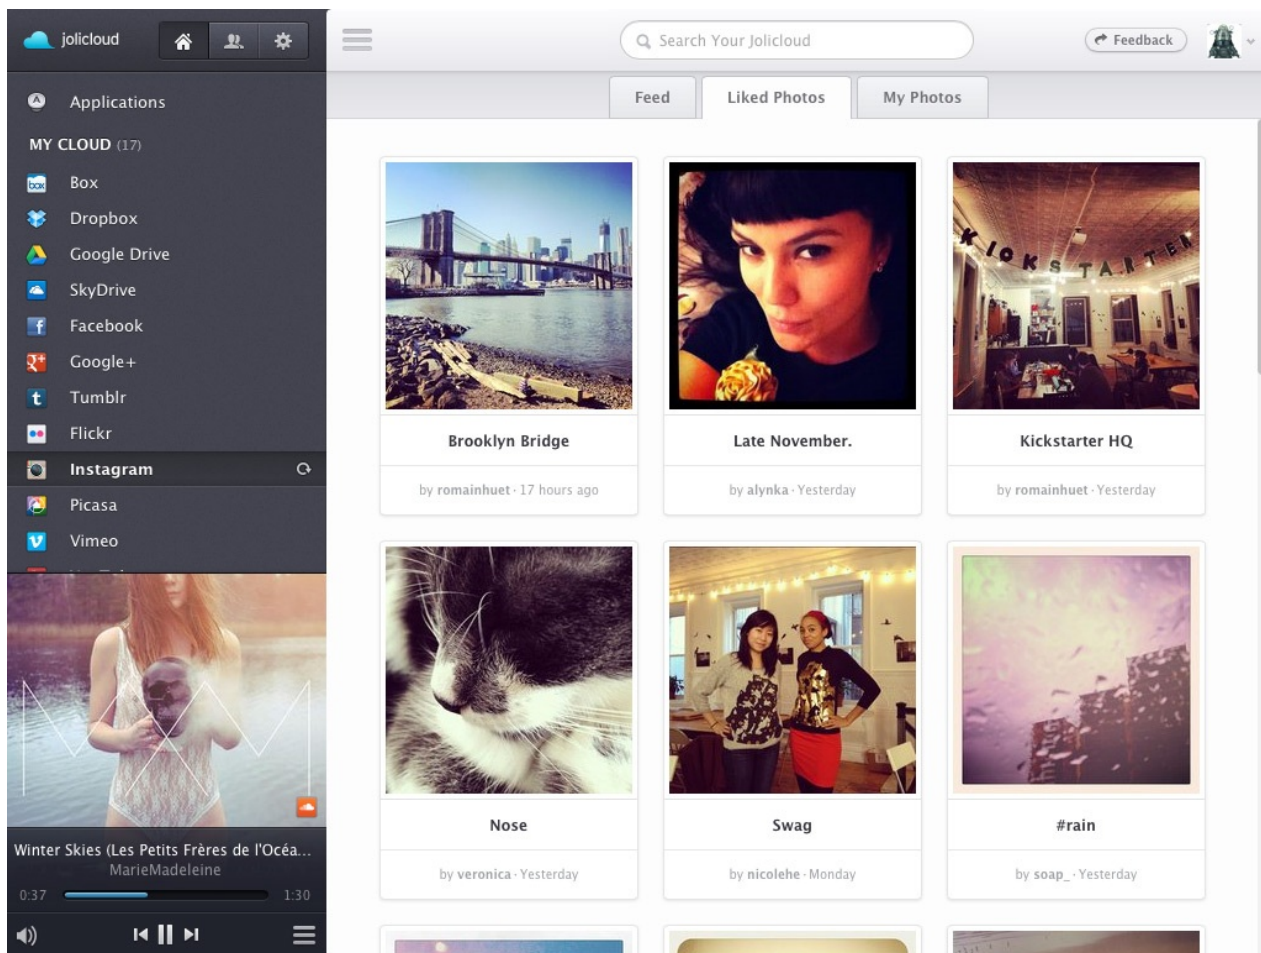 jolicloud
Search Your Jolicloud
Feedback
Applications
MY CLOUD (17)
Box
Dropbox
Google Drive
SkyDrive
Facebook
Google+
Tumblr
Flickr
Instagram
Picasa
Vimeo
Winter Skies (Les Petits Frères de l'Océa...
MarieMadeleine
0:37
1:30
Feed
Liked Photos
My Photos
KICKSTARTER
Brooklyn Bridge
Late November.
Kickstarter HQ
by romainhuet · 17 hours ago
by alynka · Yesterday
by romainhuet · Yesterday
Nose
Swag
#rain
by veronica · Yesterday
by nicolehe · Monday
by soap_ · Yesterday